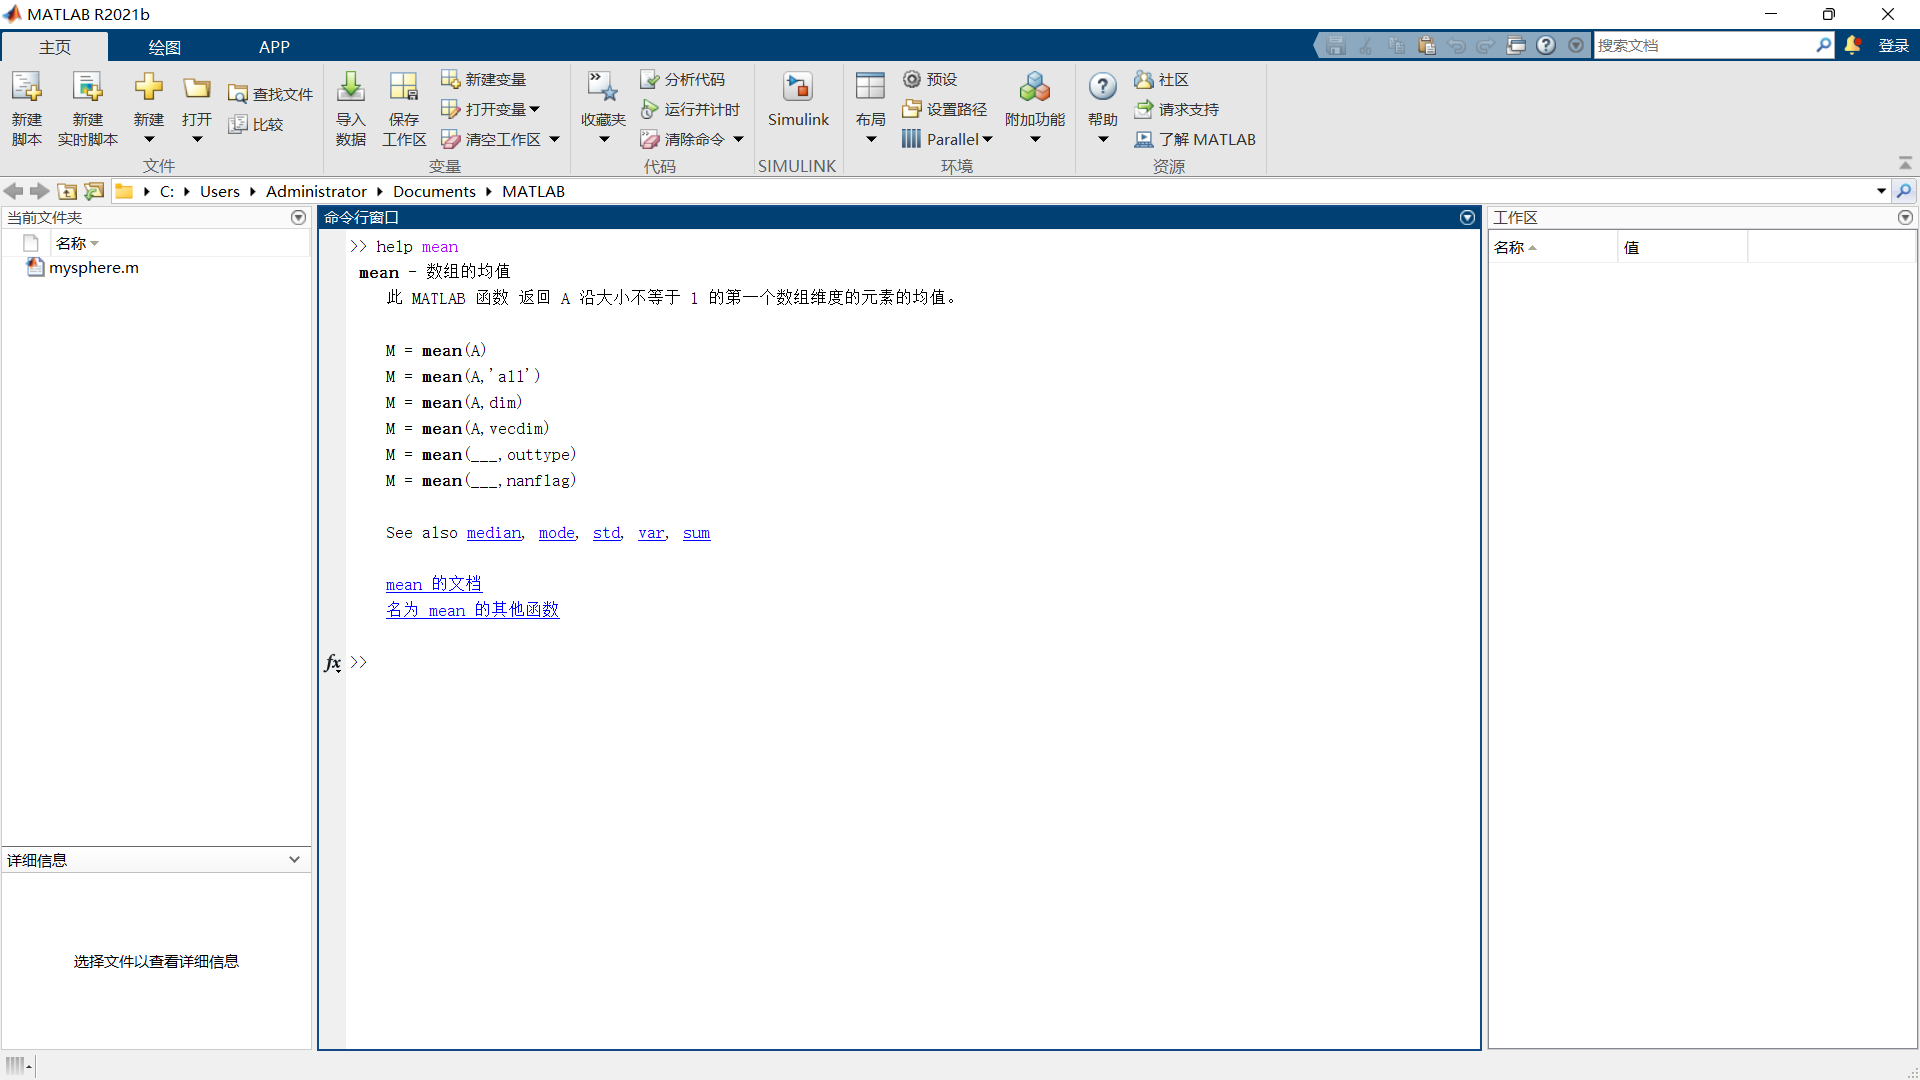 MATLAB R2021b
主页 绘图 APP 搜索文档 登录
新建 脚本
新建 实时脚本
新建
打开
查找文件
比较
文件
导入 数据
保存 工作区
新建变量
打开变量
清空工作区
变量
收藏夹
分析代码
运行并计时
清除命令
代码
Simulink
SIMULINK
布局
预设
设置路径
Parallel
附加功能
环境
帮助
社区
请求支持
了解 MATLAB
资源
C: Users Administrator Documents MATLAB
当前文件夹
名称
mysphere.m
详细信息
选择文件以查看详细信息
命令行窗口
>> help mean
mean - 数组的均值
此 MATLAB 函数 返回 A 沿大小不等于 1 的第一个数组维度的元素的均值。
M = mean(A)
M = mean(A,'all')
M = mean(A,dim)
M = mean(A,vecdim)
M = mean(___,outtype)
M = mean(___,nanflag)
See also median, mode, std, var, sum
mean 的文档
名为 mean 的其他函数
fx >>
工作区
名称 值